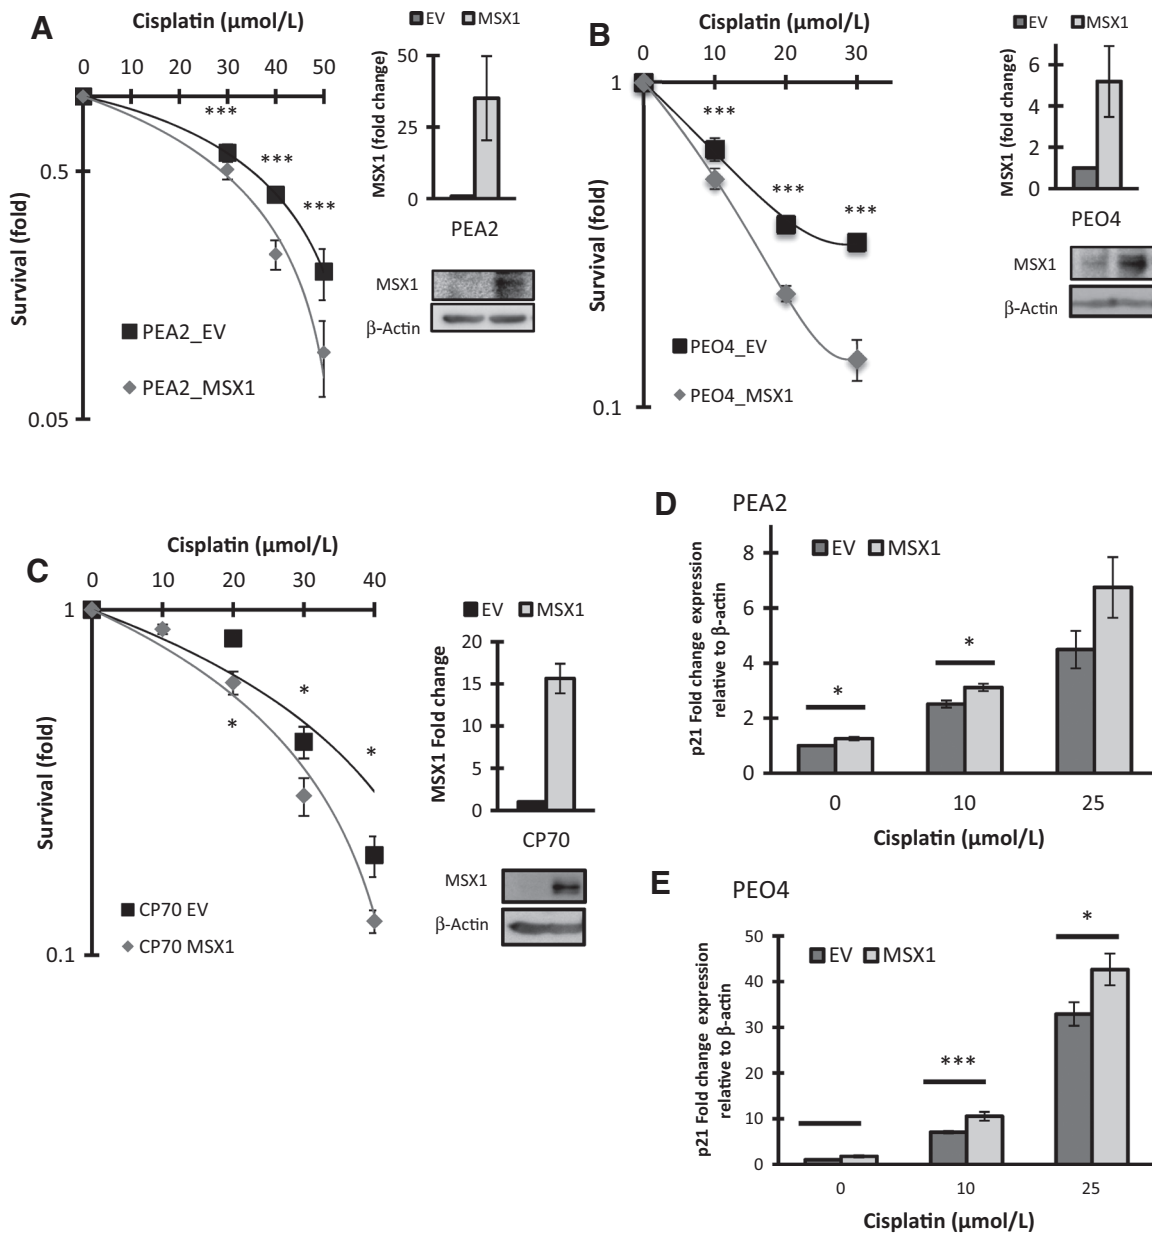 A
Cisplatin (µmol/L)
0 10 20 30 40 50
*** *** ***
0.5
0.05
Survival (fold)
PEA2_EV
PEA2_MSX1
EV MSX1
MSX1 (fold change)
50
25
0
PEA2
MSX1
β-Actin
B
Cisplatin (µmol/L)
0 10 20 30
1
*** *** ***
0.1
Survival (fold)
PEO4_EV
PEO4_MSX1
EV MSX1
MSX1 (fold change)
6
4
2
0
PEO4
MSX1
β-Actin
C
Cisplatin (µmol/L)
0 10 20 30 40
1
* * *
0.1
Survival (fold)
CP70 EV
CP70 MSX1
EV MSX1
MSX1 Fold change
20
15
10
5
0
CP70
MSX1
β-Actin
D
PEA2
EV MSX1
p21 Fold change expression
relative to β-actin
8
6
4
2
0
* *
0 10 25
Cisplatin (µmol/L)
E
PEO4
EV MSX1
p21 Fold change expression
relative to β-actin
50
40
30
20
10
0
*** *
0 10 25
Cisplatin (µmol/L)